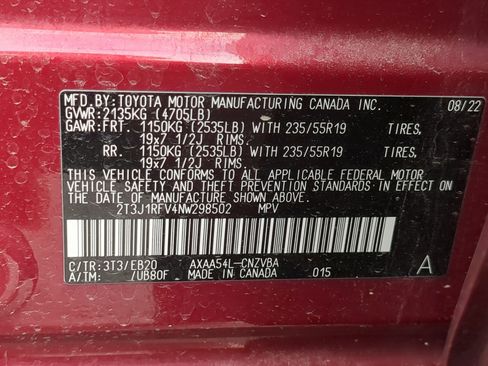 MFD. BY:TOYOTA MOTOR MANUFACTURING CANADA INC. 08/22
GVWR:2135KG (4705LB)
GAWR:FRT. 1150KG (2535LB) WITH 235/55R19 TIRES,
19x7 1/2J RIMS.
RR. 1150KG (2535LB) WITH 235/55R19 TIRES,
19x7 1/2J RIMS.
THIS VEHICLE CONFORMS TO ALL APPLICABLE FEDERAL MOTOR
VEHICLE SAFETY AND THEFT PREVENTION STANDARDS IN EFFECT
ON THE DATE OF MANUFACTURE SHOWN ABOVE.
2T3J1RFV4NW298502 MPV
C/TR:3T3/EB20 AXAA54L-CNZVBA
A/TM: /UB80F MADE IN CANADA 015
A